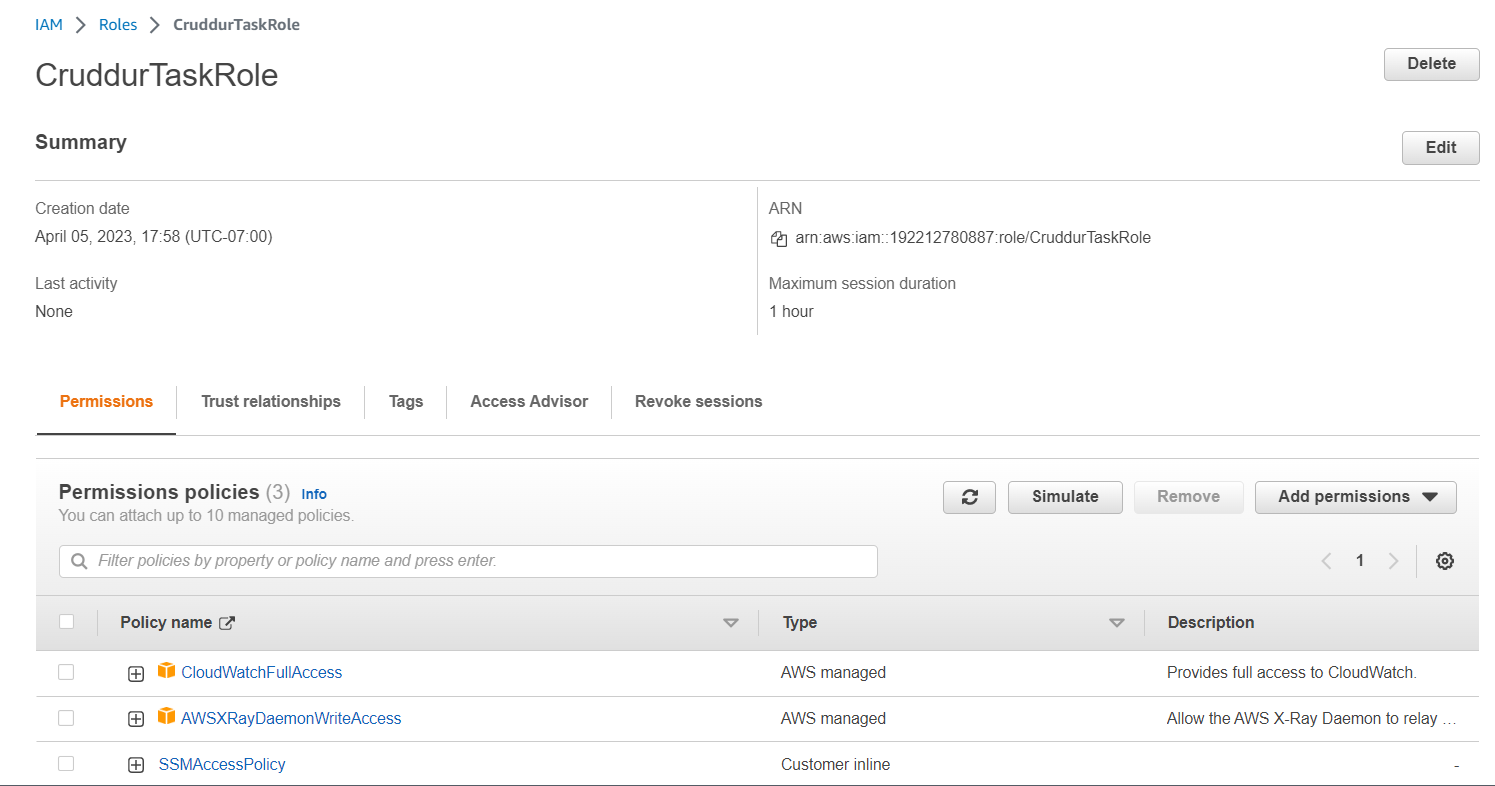 IAM > Roles > CruddurTaskRole
CruddurTaskRole
Delete
Summary
Edit
Creation date
April 05, 2023, 17:58 (UTC-07:00)
ARN
arn:aws:iam::192212780887:role/CruddurTaskRole
Last activity
None
Maximum session duration
1 hour
Permissions Trust relationships Tags Access Advisor Revoke sessions
Permissions policies (3) Info
You can attach up to 10 managed policies.
Simulate Remove Add permissions
Filter policies by property or policy name and press enter.
1
Policy name Type Description
CloudWatchFullAccess AWS managed Provides full access to CloudWatch.
AWSXRayDaemonWriteAccess AWS managed Allow the AWS X-Ray Daemon to relay …
SSMAccessPolicy Customer inline -